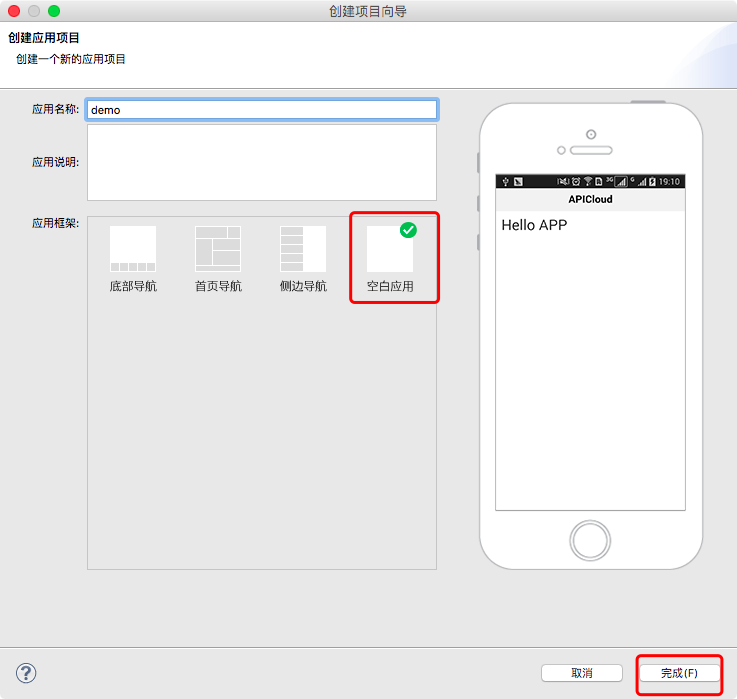 创建项目向导
创建应用项目
创建一个新的应用项目
应用名称:
demo
应用说明:
应用框架:
底部导航
首页导航
侧边导航
空白应用
3G
G
19:10
APICloud
Hello APP
?
取消
完成(F)